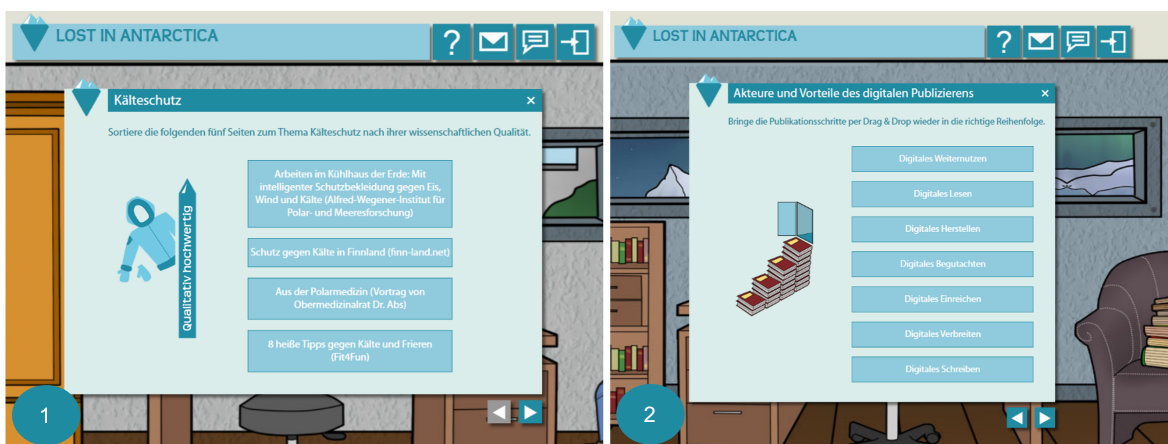 LOST IN ANTARCTICA
?
Kälteschutz
×
Sortiere die folgenden fünf Seiten zum Thema Kälteschutz nach ihrer wissenschaftlichen Qualität.
Qualitativ hochwertig
Arbeiten im Kühlhaus der Erde: Mit
intelligenter Schutzbekleidung gegen Eis,
Wind und Kälte (Alfred-Wegener-Institut für
Polar- und Meeresforschung)
Schutz gegen Kälte in Finnland (finn-land.net)
Aus der Polarmedizin (Vortrag von
Obermedizinalrat Dr. Abs)
8 heiße Tipps gegen Kälte und Frieren
(Fit4Fun)
1
LOST IN ANTARCTICA
?
Akteure und Vorteile des digitalen Publizierens
×
Bringe die Publikationsschritte per Drag & Drop wieder in die richtige Reihenfolge.
Digitales Weiternutzen
Digitales Lesen
Digitales Herstellen
Digitales Begutachten
Digitales Einreichen
Digitales Verbreiten
Digitales Schreiben
2